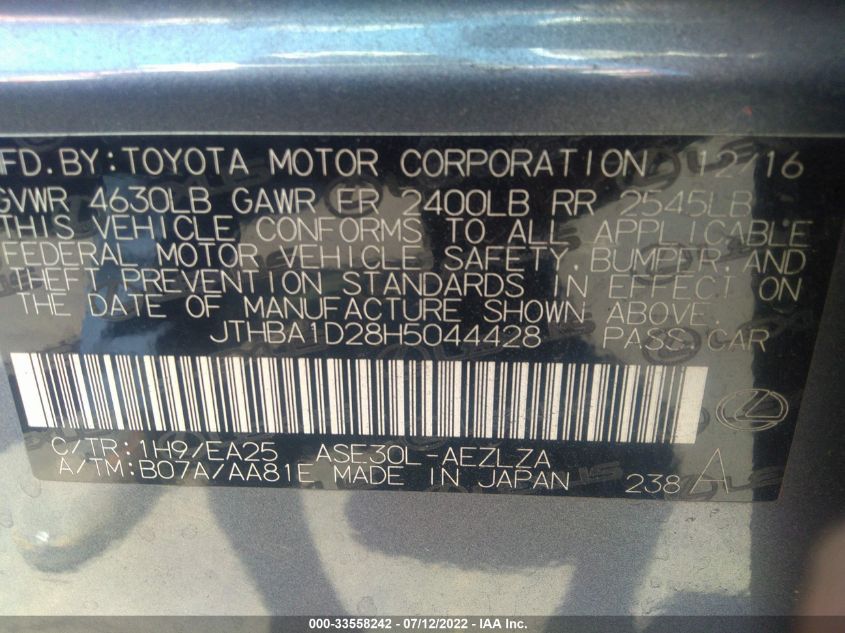 MFD.BY:TOYOTA MOTOR CORPORATION 12/16
GVWR 4630LB GAWR FR 2400LB RR 2545LB
THIS VEHICLE CONFORMS TO ALL APPLICABLE
FEDERAL MOTOR VEHICLE SAFETY,BUMPER,AND
THEFT PREVENTION STANDARDS IN EFFECT ON
THE DATE OF MANUFACTURE SHOWN ABOVE.
JTHBA1D28H5044428 PASS.CAR
C/TR:1H9/EA25 ASE30L-AEZLZA
A/TM:B07A/AA81E MADE IN JAPAN 238 A
000-33558242 - 07/12/2022 - IAA Inc.